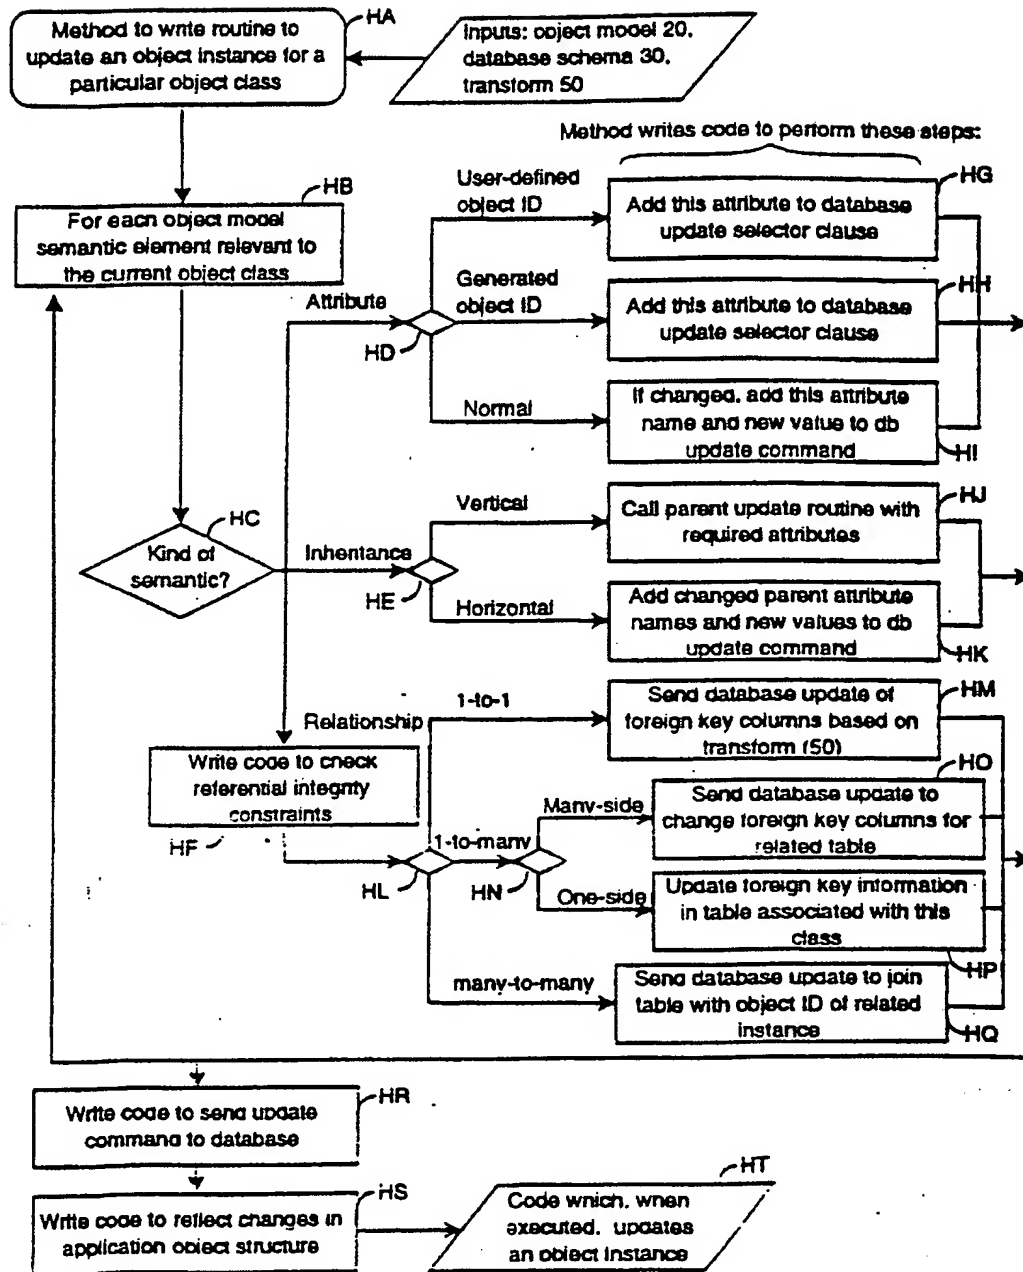 Method to write routine to
update an object instance for a
particular object class
HA
Inputs: object model 20,
database schema 30,
transform 50
Method writes code to perform these steps:
For each object model
semantic element relevant to
the current object class
HB
Attribute
HD
User-defined
object ID
Add this attribute to database
update selector clause
HG
Generated
object ID
Add this attribute to database
update selector clause
HH
Normal
If changed, add this attribute
name and new value to db
update command
HI
Kind of
semantic?
HC
Inheritance
HE
Vertical
Call parent update routine with
required attributes
HJ
Horizontal
Add changed parent attribute
names and new values to db
update command
HK
Relationship
Write code to check
referential integrity
constraints
HF
HL
1-to-1
Send database update of
foreign key columns based on
transform (50)
HM
1-to-many
HN
Many-side
Send database update to
change foreign key columns for
related table
HO
One-side
Update foreign key information
in table associated with this
class
HP
many-to-many
Send database update to join
table with object ID of related
instance
HQ
Write code to send update
command to database
HR
Write code to reflect changes in
application object structure
HS
Code which, when
executed, updates
an object instance
HT